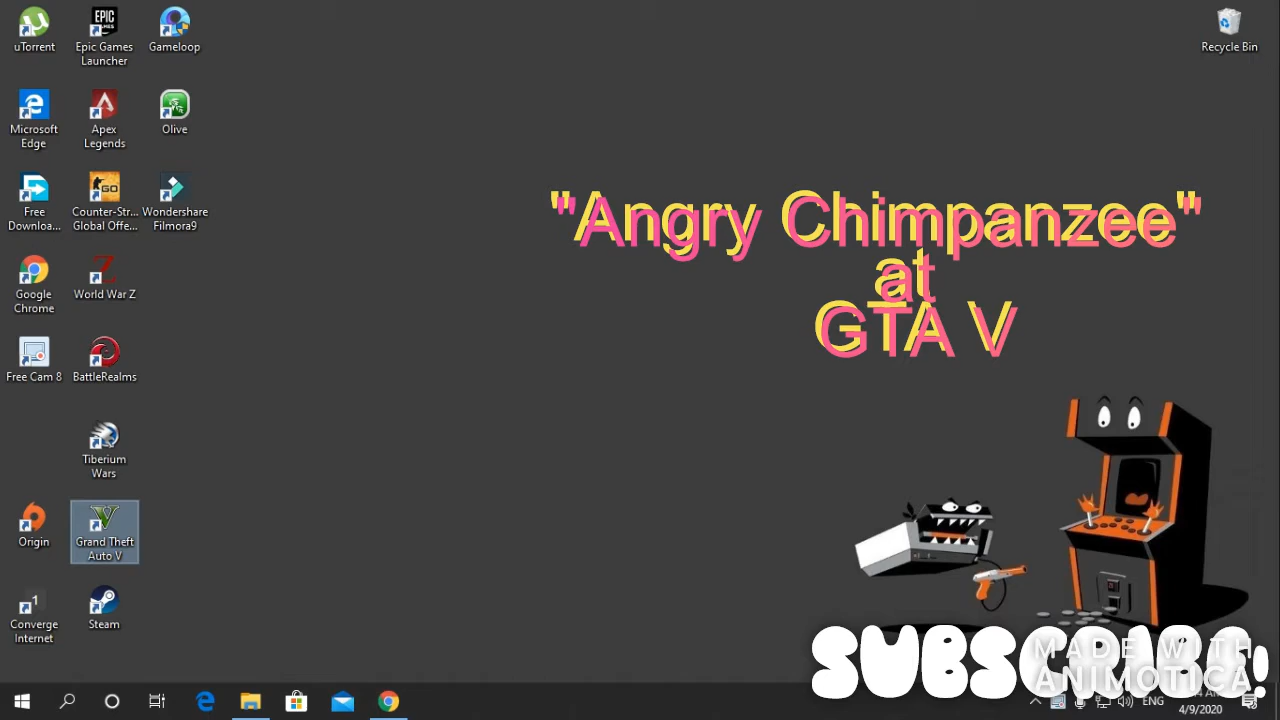 uTorrent
Epic Games
Launcher
Gameloop
Recycle Bin
Microsoft
Edge
Apex
Legends
Olive
Free
Downloa...
Counter-Str...
Global Offe...
Wondershare
Filmora9
"Angry Chimpanzee"
at
GTA V
Google
Chrome
World War Z
Free Cam 8
BattleRealms
Tiberium
Wars
Origin
Grand Theft
Auto V
Converge
Internet
Steam
SUBSCRIBE!
MADE WITH
ANIMOTICA
ENG
4/9/2020